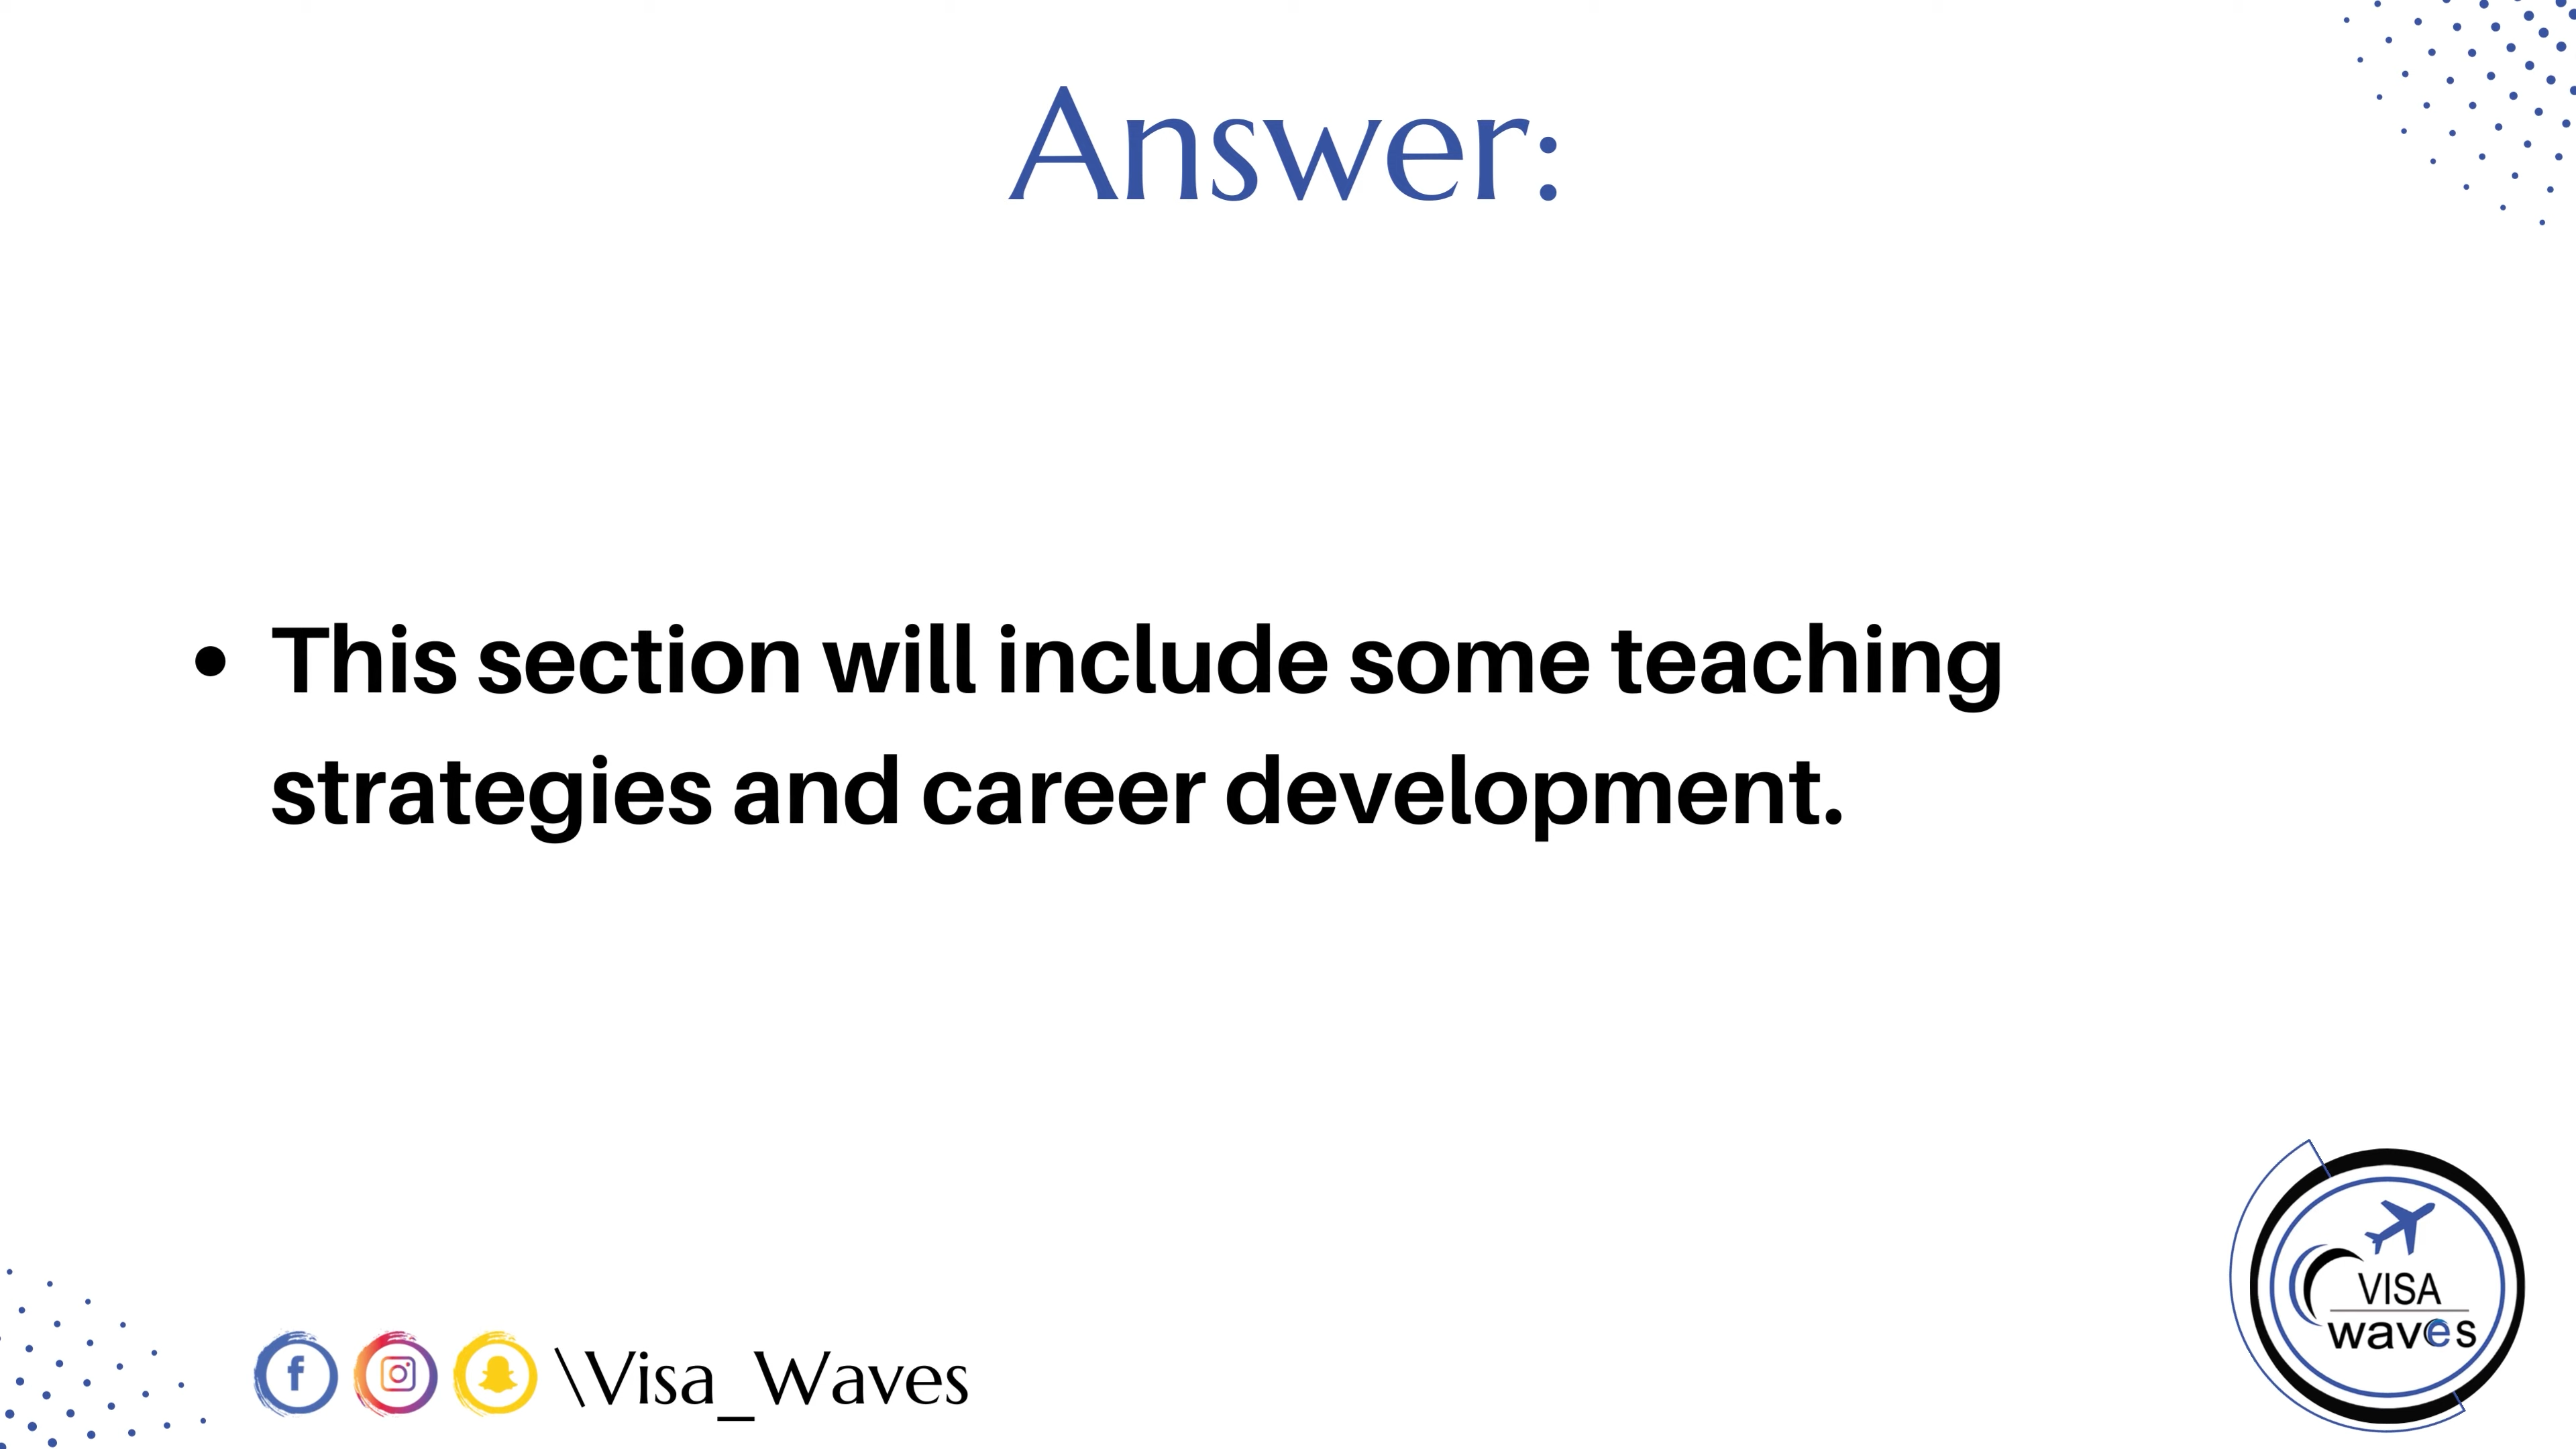 Answer:
• This section will include some teaching
strategies and career development.
\Visa_Waves
VISA
waves